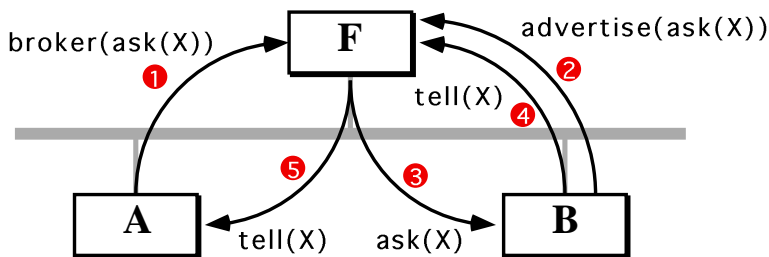 F
broker(ask(X))
advertise(ask(X))
1
2
tell(X)
4
5
3
A
B
tell(X)
ask(X)